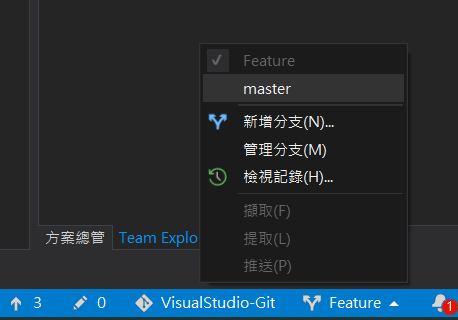 Feature
master
新增分支(N)...
管理分支(M)
檢視記錄(H)...
擷取(F)
提取(L)
推送(P)
方案總管 Team Explo
3 0 VisualStudio-Git Feature 1